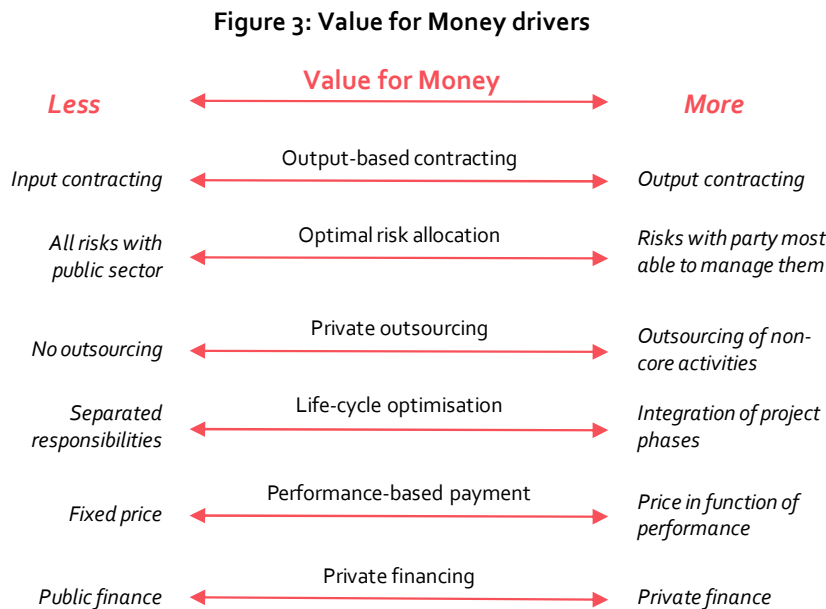 Figure 3: Value for Money drivers
Value for Money
Less
More
Output-based contracting
Input contracting
Output contracting
Optimal risk allocation
All risks with
public sector
Risks with party most
able to manage them
Private outsourcing
No outsourcing
Outsourcing of non-
core activities
Life-cycle optimisation
Separated
responsibilities
Integration of project
phases
Performance-based payment
Fixed price
Price in function of
performance
Private financing
Public finance
Private finance